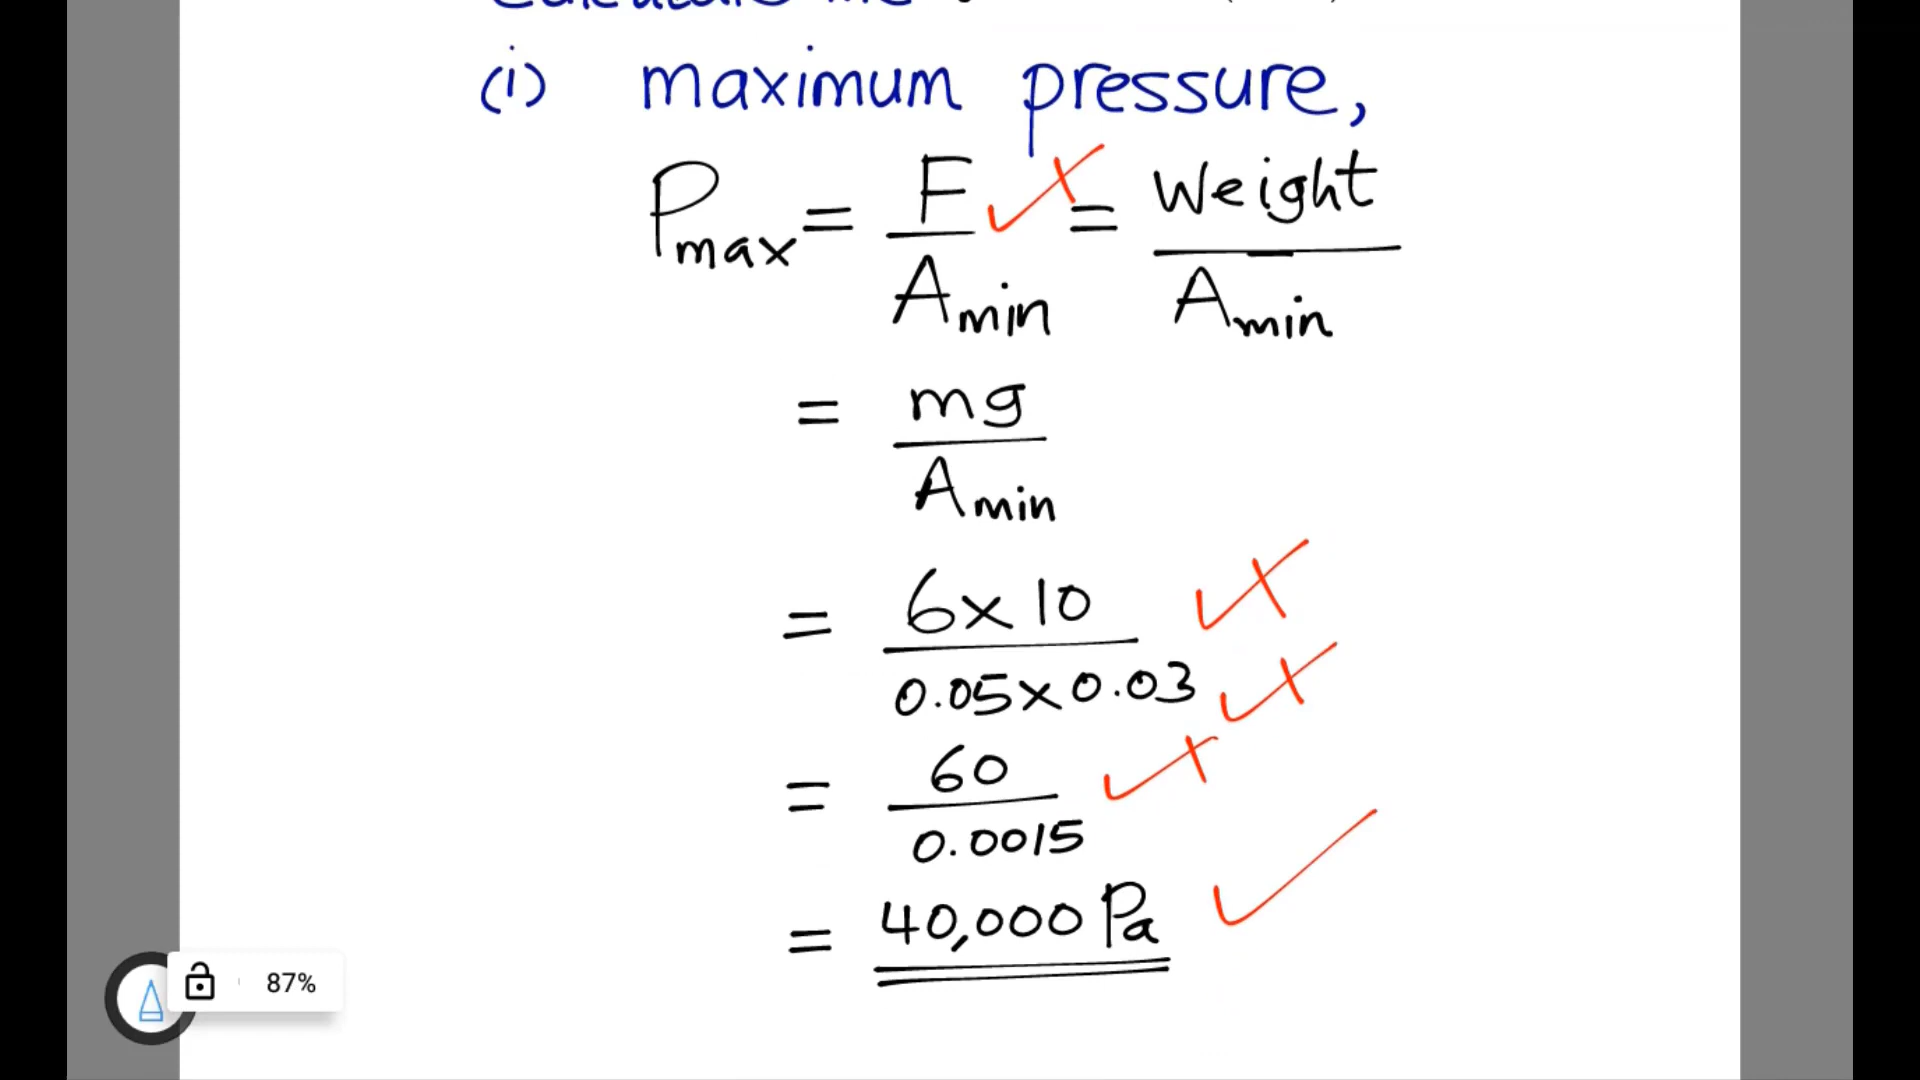 (i) maximum pressure,
Pmax = F/Amin = Weight/Amin
= mg/Amin
= 6x10/0.05x0.03
= 60/0.0015
= 40,000 Pa
87%